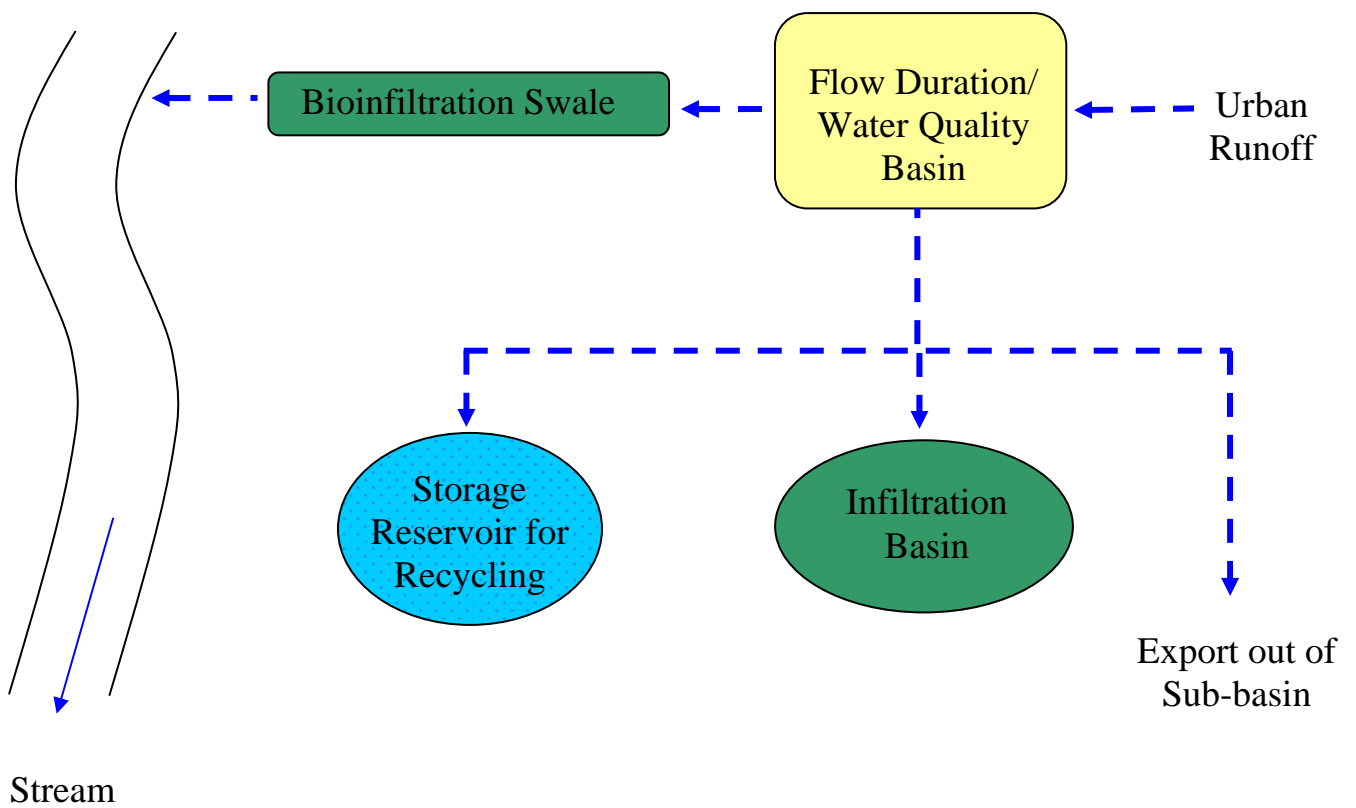 Bioinfiltration Swale
Flow Duration/
Water Quality
Basin
Urban
Runoff
Storage
Reservoir for
Recycling
Infiltration
Basin
Export out of
Sub-basin
Stream